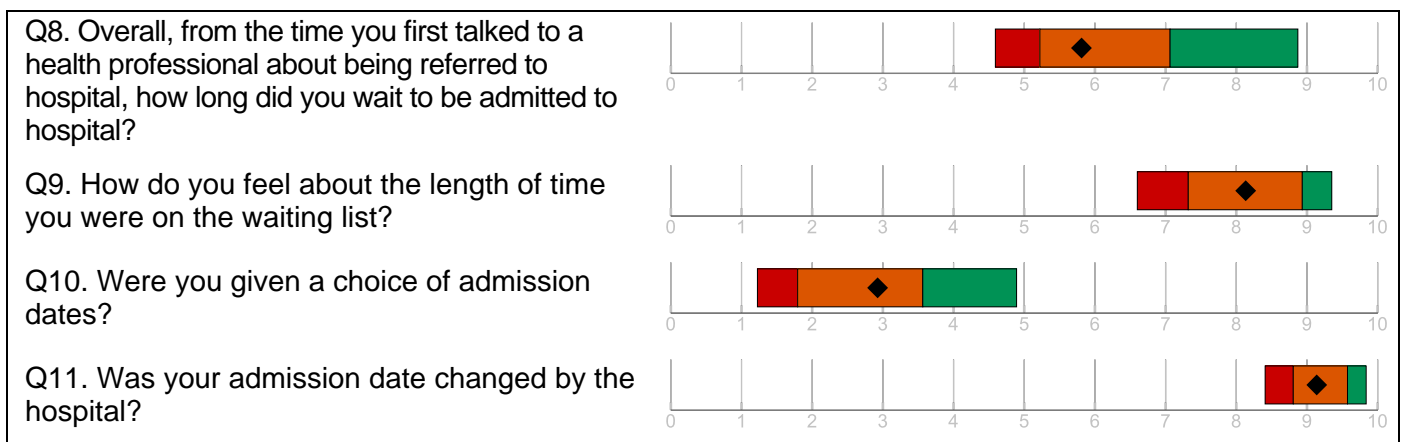 Q8. Overall, from the time you first talked to a
health professional about being referred to
hospital, how long did you wait to be admitted to
hospital?
0 1 2 3 4 5 6 7 8 9 10
Q9. How do you feel about the length of time
you were on the waiting list?
0 1 2 3 4 5 6 7 8 9 10
Q10. Were you given a choice of admission
dates?
0 1 2 3 4 5 6 7 8 9 10
Q11. Was your admission date changed by the
hospital?
0 1 2 3 4 5 6 7 8 9 10